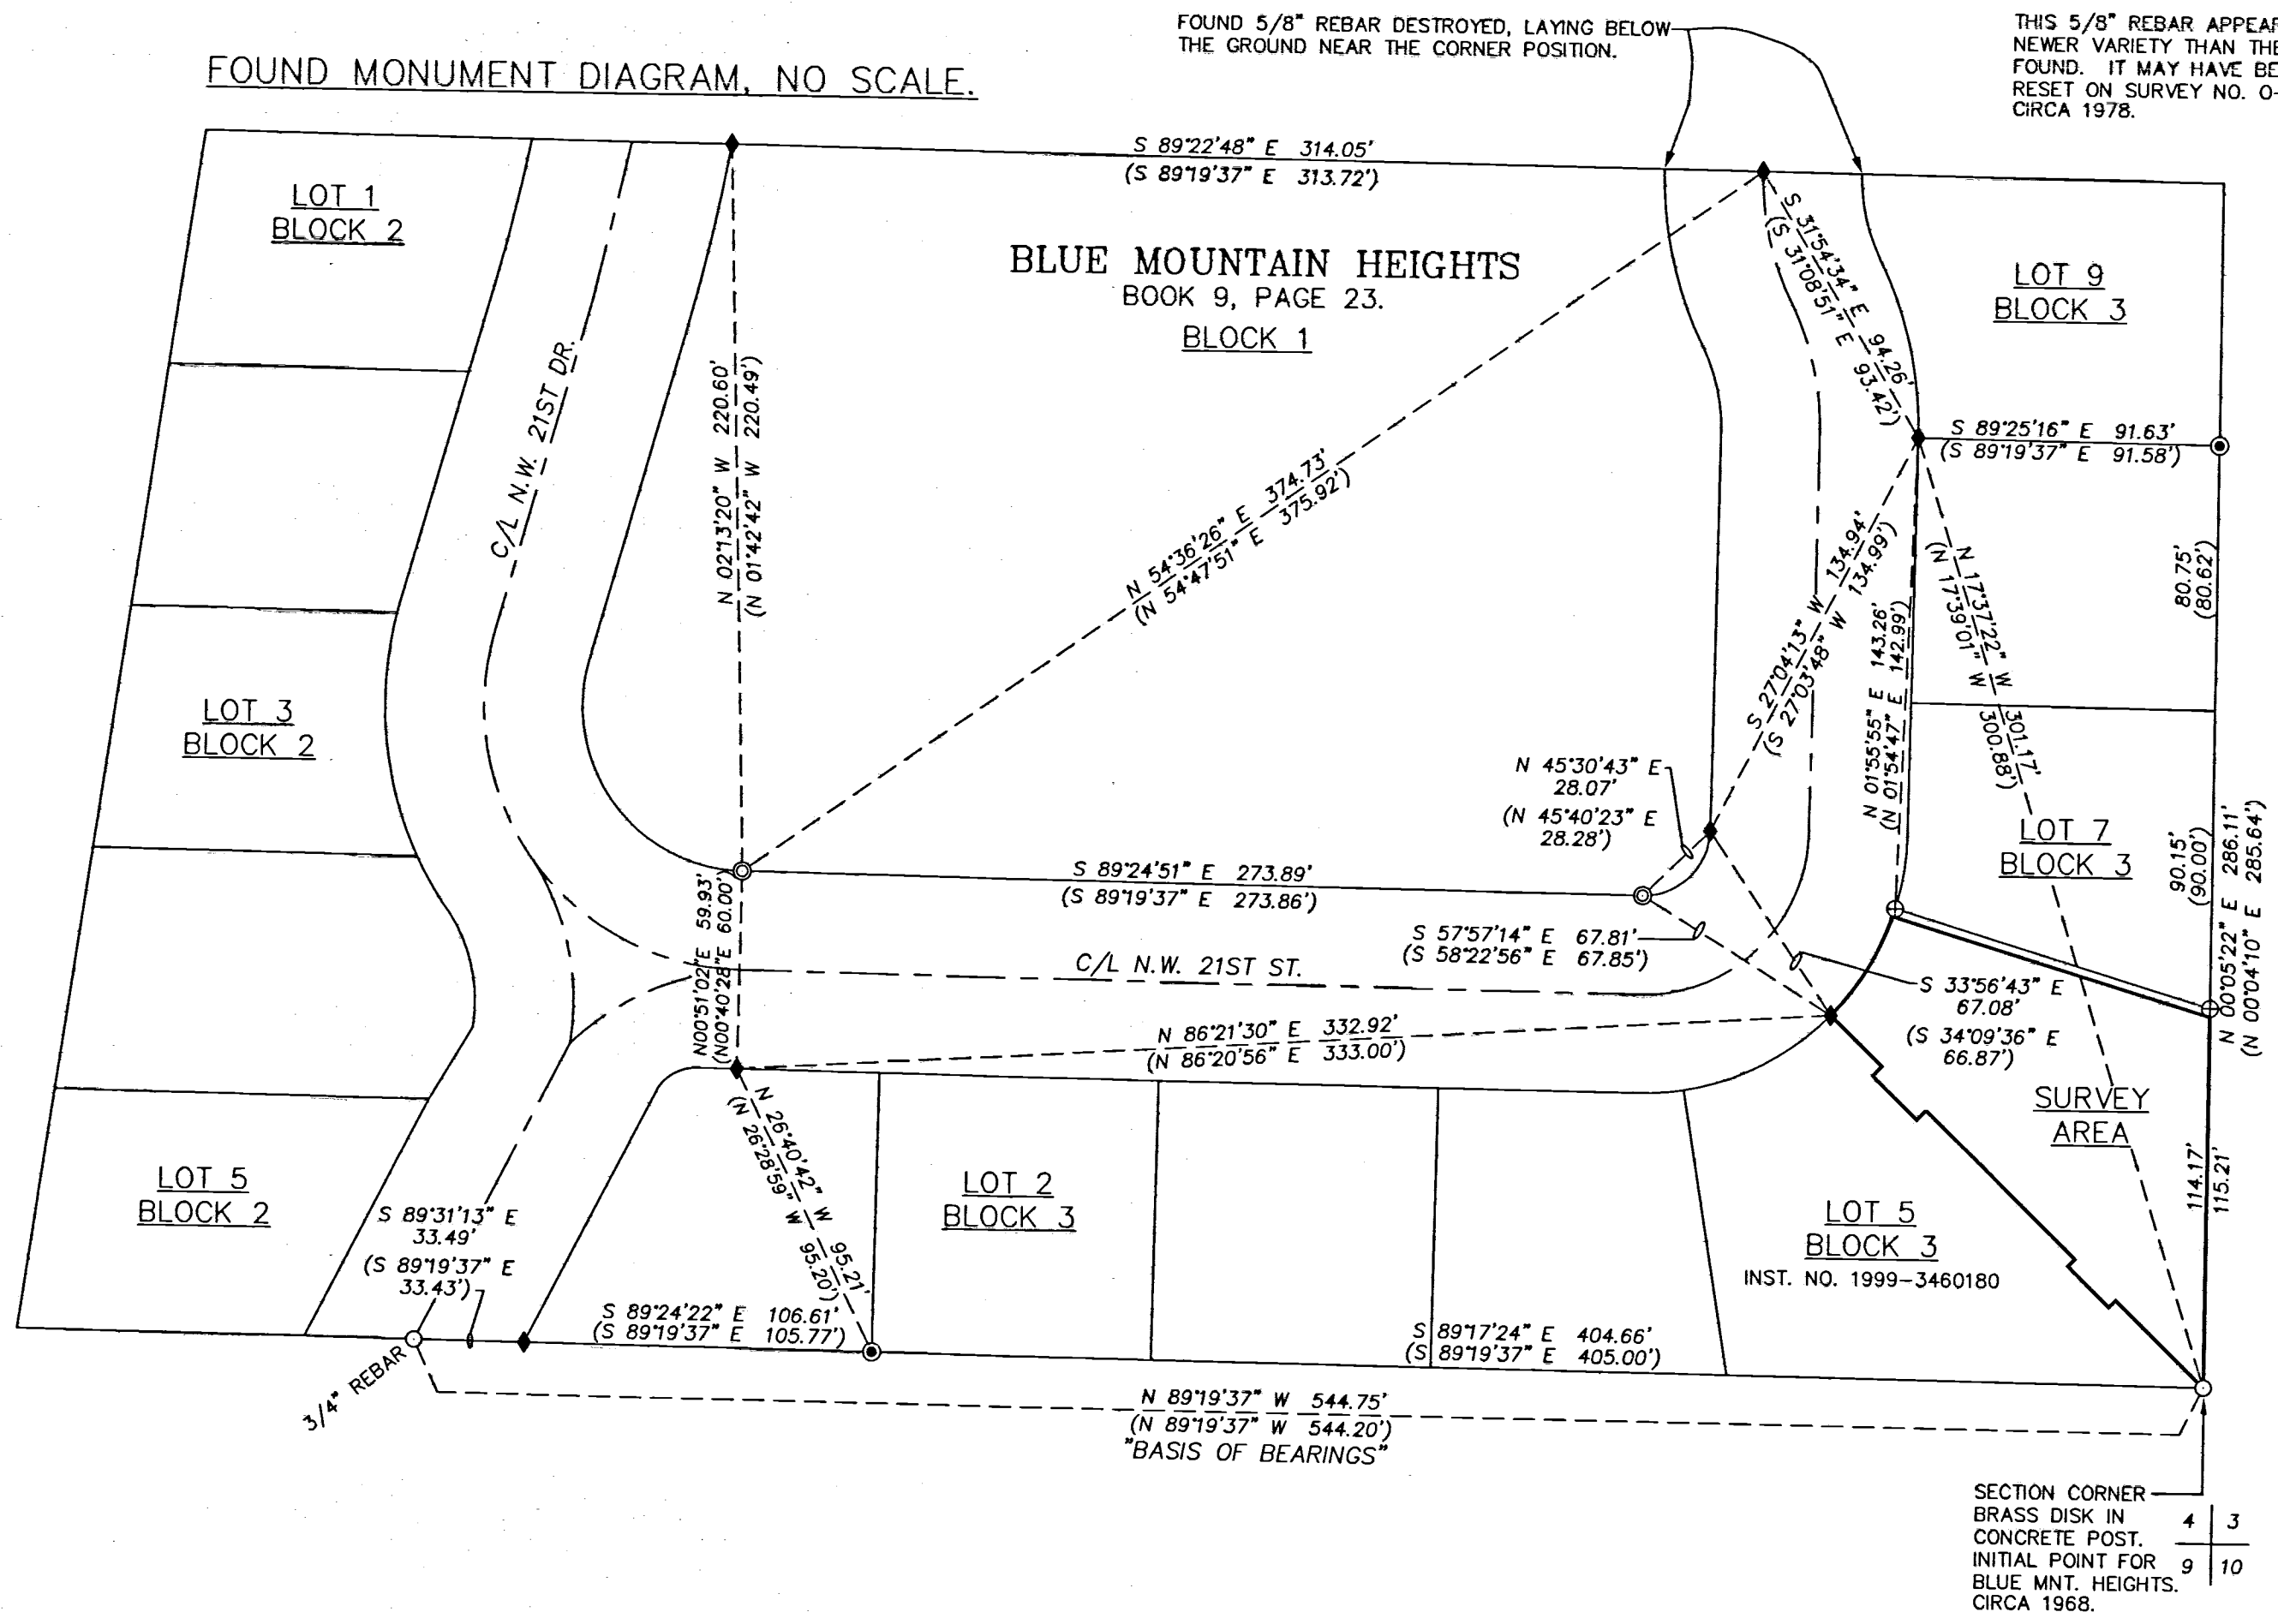 FOUND MONUMENT DIAGRAM, NO SCALE.
FOUND 5/8" REBAR DESTROYED, LAYING BELOW
THE GROUND NEAR THE CORNER POSITION.
THIS 5/8" REBAR APPEAR
NEWER VARIETY THAN THE
FOUND. IT MAY HAVE BE
RESET ON SURVEY NO. O-
CIRCA 1978.
S 89°22'48" E 314.05'
(S 89°19'37" E 313.72')
LOT 1
BLOCK 2
BLUE MOUNTAIN HEIGHTS
BOOK 9, PAGE 23.
BLOCK 1
S 31°54'34" E 94.26'
(S 31°08'51" E 93.42')
LOT 9
BLOCK 3
C/L N.W. 21ST DR.
N 02°13'20" W 220.60'
(N 01°42'42" W 220.49')
N 54°36'26" E 374.73'
(N 54°47'51" E 375.92')
S 89°25'16" E 91.63'
(S 89°19'37" E 91.58')
80.75'
(80.62')
S 27°04'13" W 134.94'
(S 27°03'48" W 134.99')
N 01°55'55" E 143.26'
(N 01°54'47" E 142.99')
N 17°37'22" W 301.17'
(N 17°39'01" W 300.88')
LOT 3
BLOCK 2
N 45°30'43" E
28.07'
(N 45°40'23" E
28.28')
LOT 7
BLOCK 3
90.15'
(90.00')
N 00°05'22" E 286.11'
(N 00°04'10" E 285.64')
S 89°24'51" E 273.89'
(S 89°19'37" E 273.86')
N00°51'02"E 59.93'
(N00°40'28"E 60.00')
S 57°57'14" E 67.81'
(S 58°22'56" E 67.85')
C/L N.W. 21ST ST.
S 33°56'43" E
67.08'
(S 34°09'36" E
66.87')
N 86°21'30" E 332.92'
(N 86°20'56" E 333.00')
N 26°40'42" W 95.21'
(N 26°28'59" W 95.20')
SURVEY
AREA
114.17'
115.21'
LOT 5
BLOCK 2
LOT 2
BLOCK 3
LOT 5
BLOCK 3
INST. NO. 1999-3460180
S 89°31'13" E
33.49'
(S 89°19'37" E
33.43')
S 89°24'22" E 106.61'
(S 89°19'37" E 105.77')
S 89°17'24" E 404.66'
(S 89°19'37" E 405.00')
3/4" REBAR
N 89°19'37" W 544.75'
(N 89°19'37" W 544.20')
"BASIS OF BEARINGS"
SECTION CORNER
BRASS DISK IN
CONCRETE POST.
INITIAL POINT FOR
BLUE MNT. HEIGHTS.
CIRCA 1968.
4 3
9 10